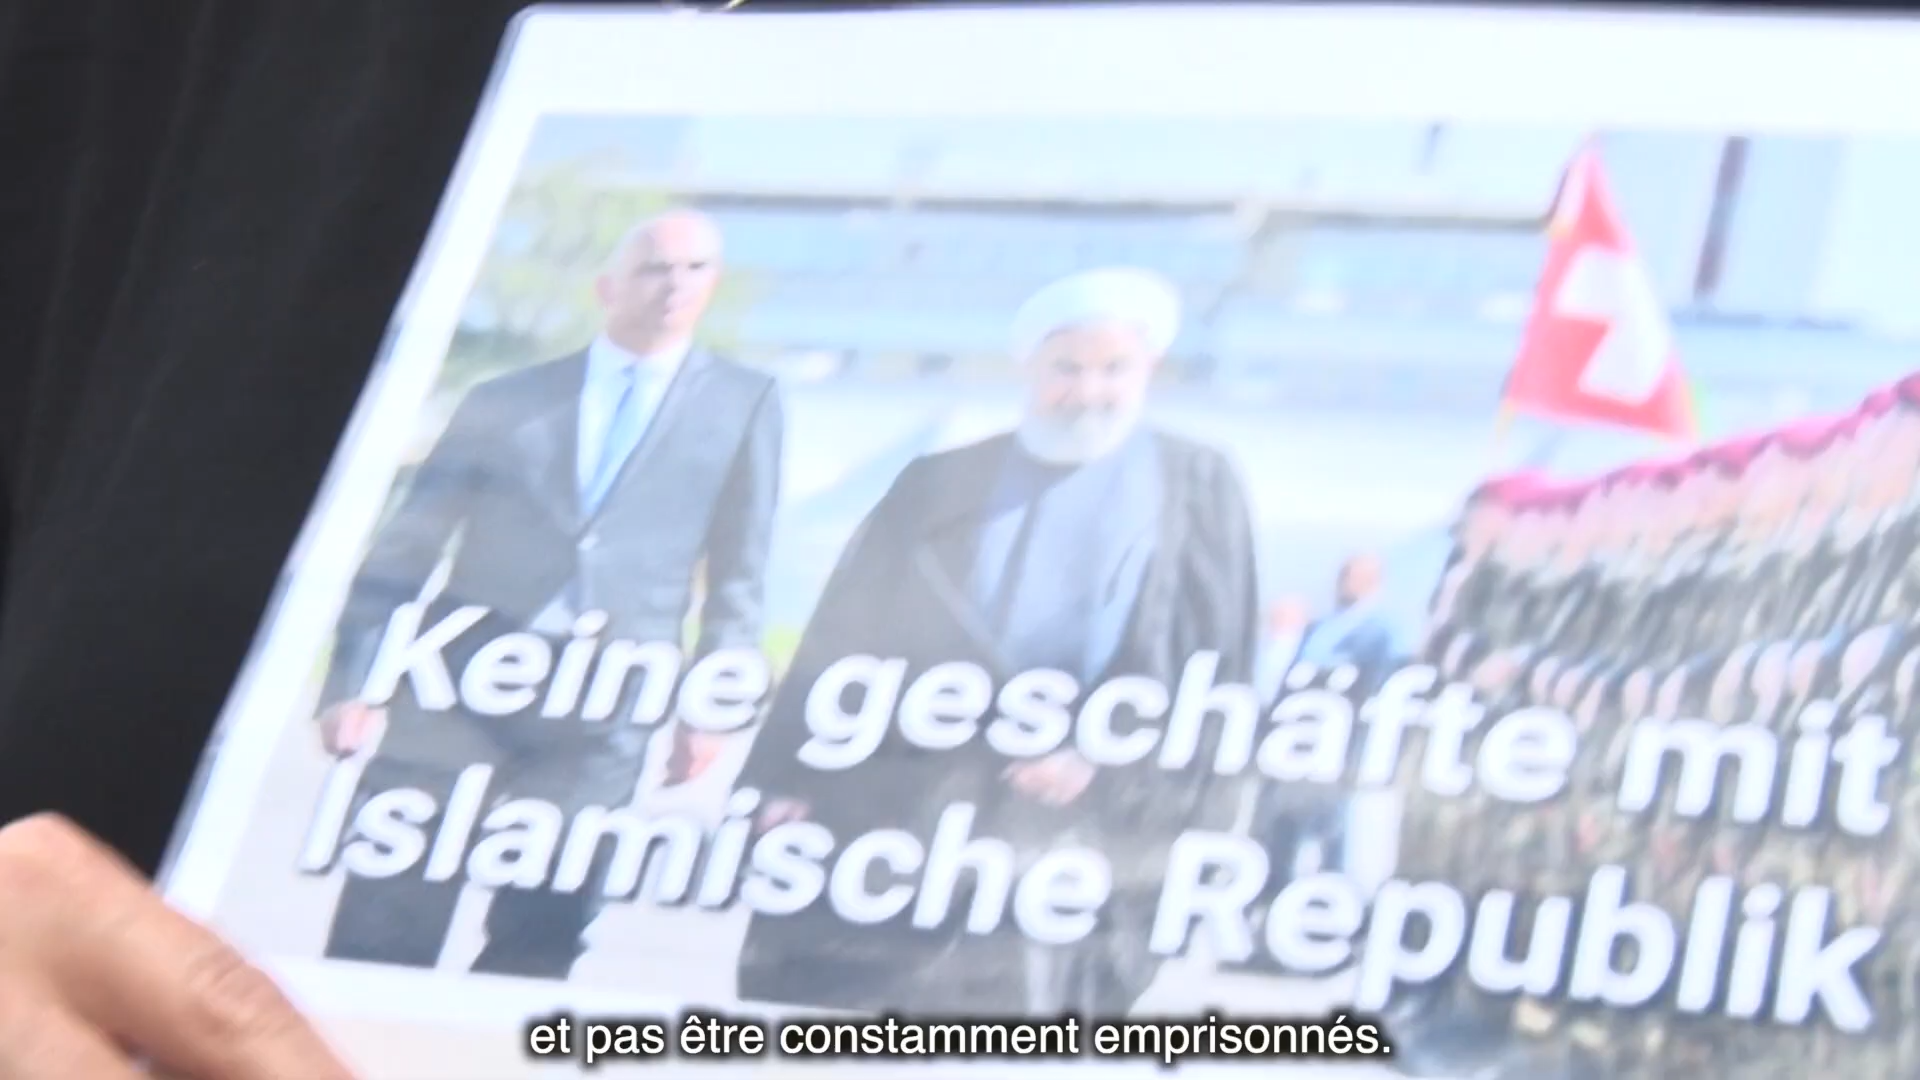 Keine geschäfte mit
Islamische Republik
et pas être constamment emprisonnés.